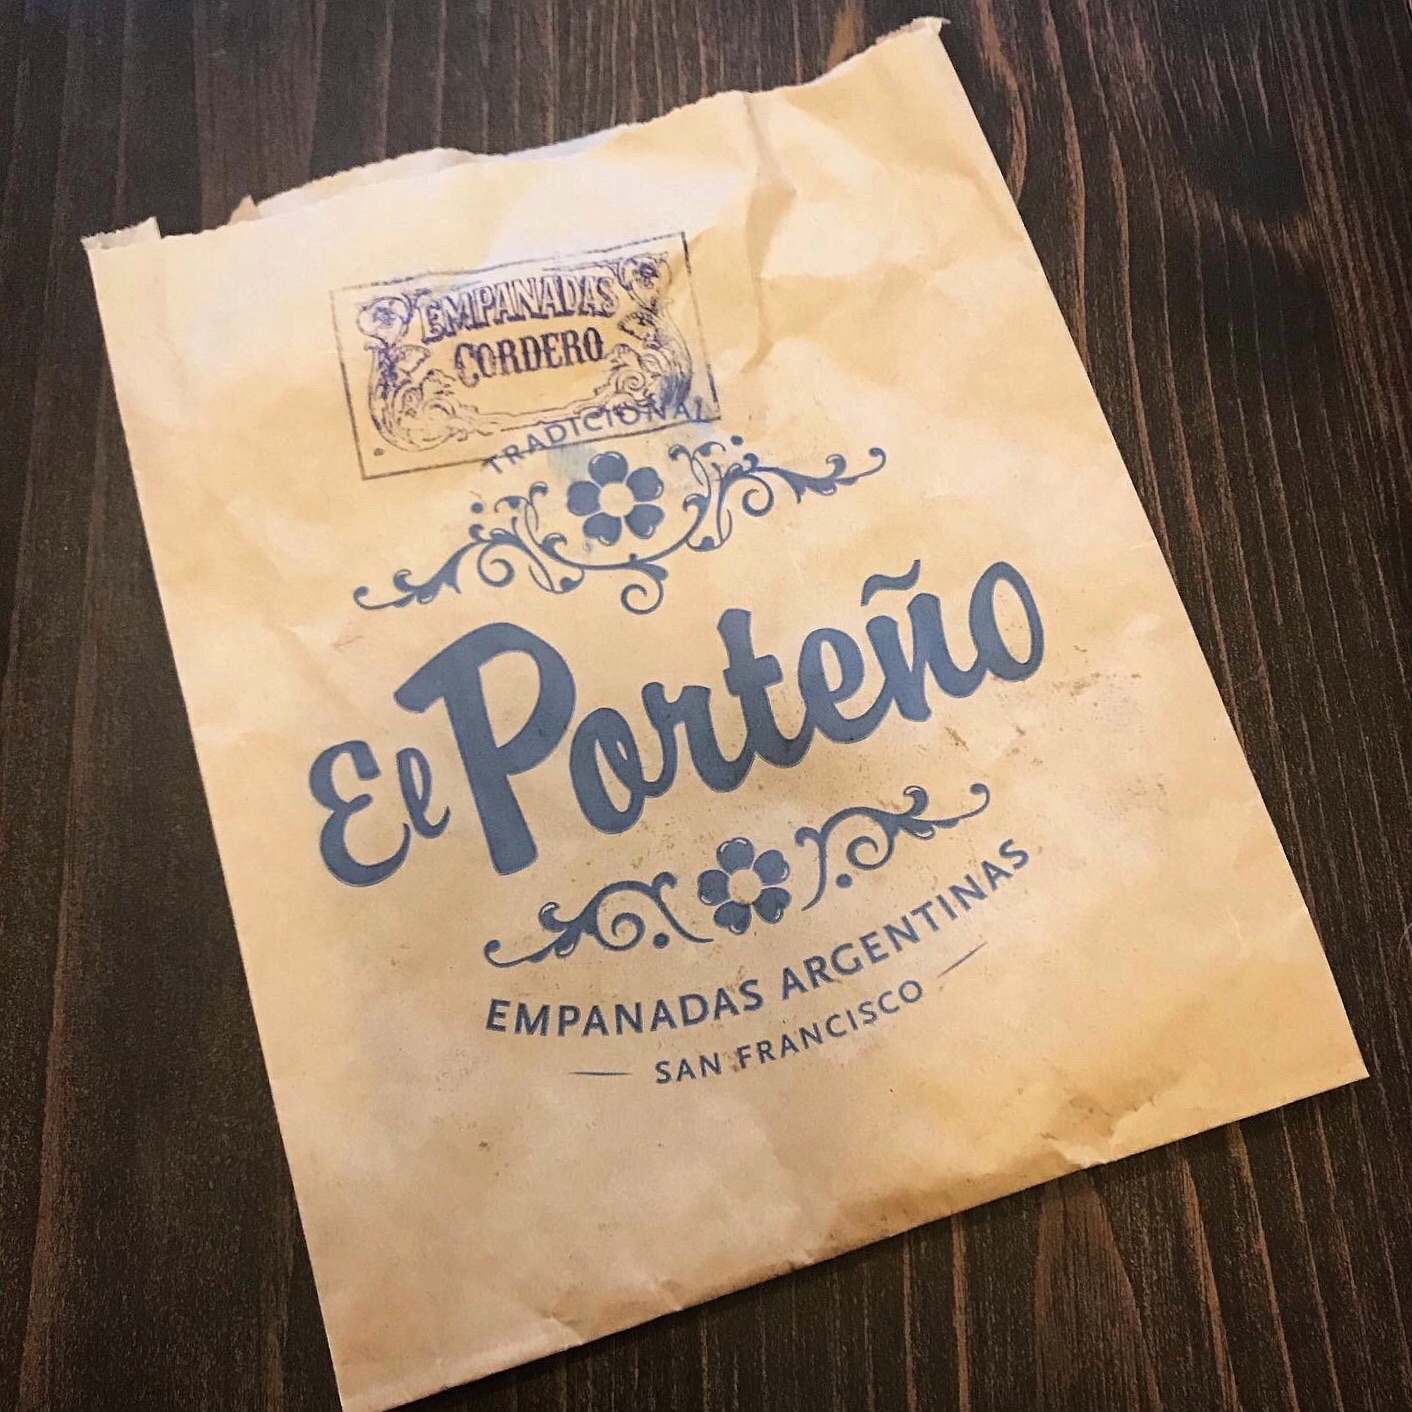 EMPANADAS
CORDERO
TRADICIONAL
El Porteño
EMPANADAS ARGENTINAS
SAN FRANCISCO